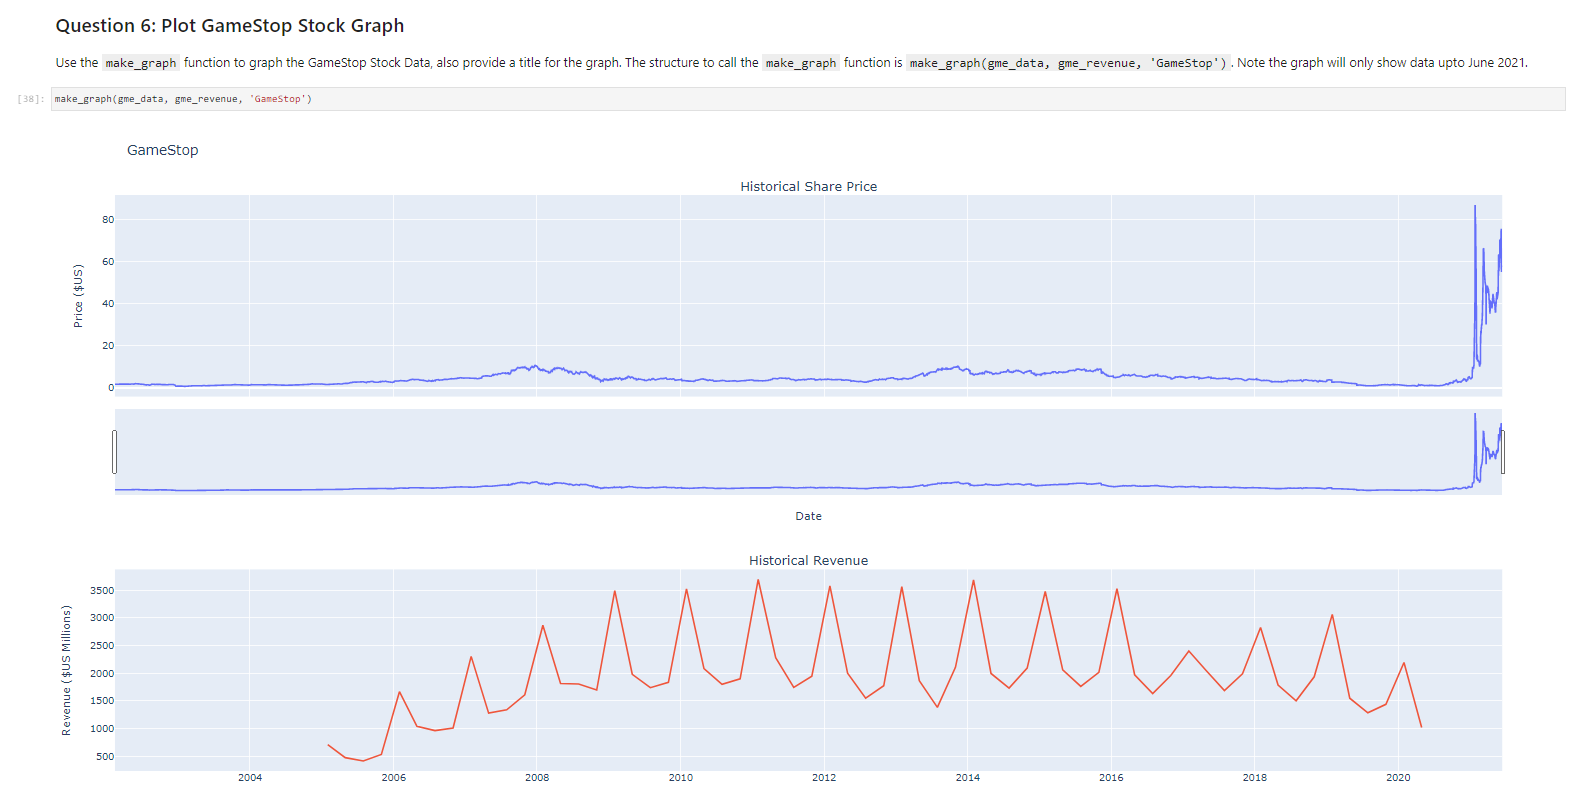 Question 6: Plot GameStop Stock Graph
Use the make_graph function to graph the GameStop Stock Data, also provide a title for the graph. The structure to call the make_graph function is make_graph(gme_data, gme_revenue, 'GameStop'). Note the graph will only show data upto June 2021.
[38]: make_graph(gme_data, gme_revenue, 'GameStop')
GameStop
Historical Share Price
80
60
40
20
0
Price ($US)
Date
Historical Revenue
3500
3000
2500
2000
1500
1000
500
Revenue ($US Millions)
2004 2006 2008 2010 2012 2014 2016 2018 2020